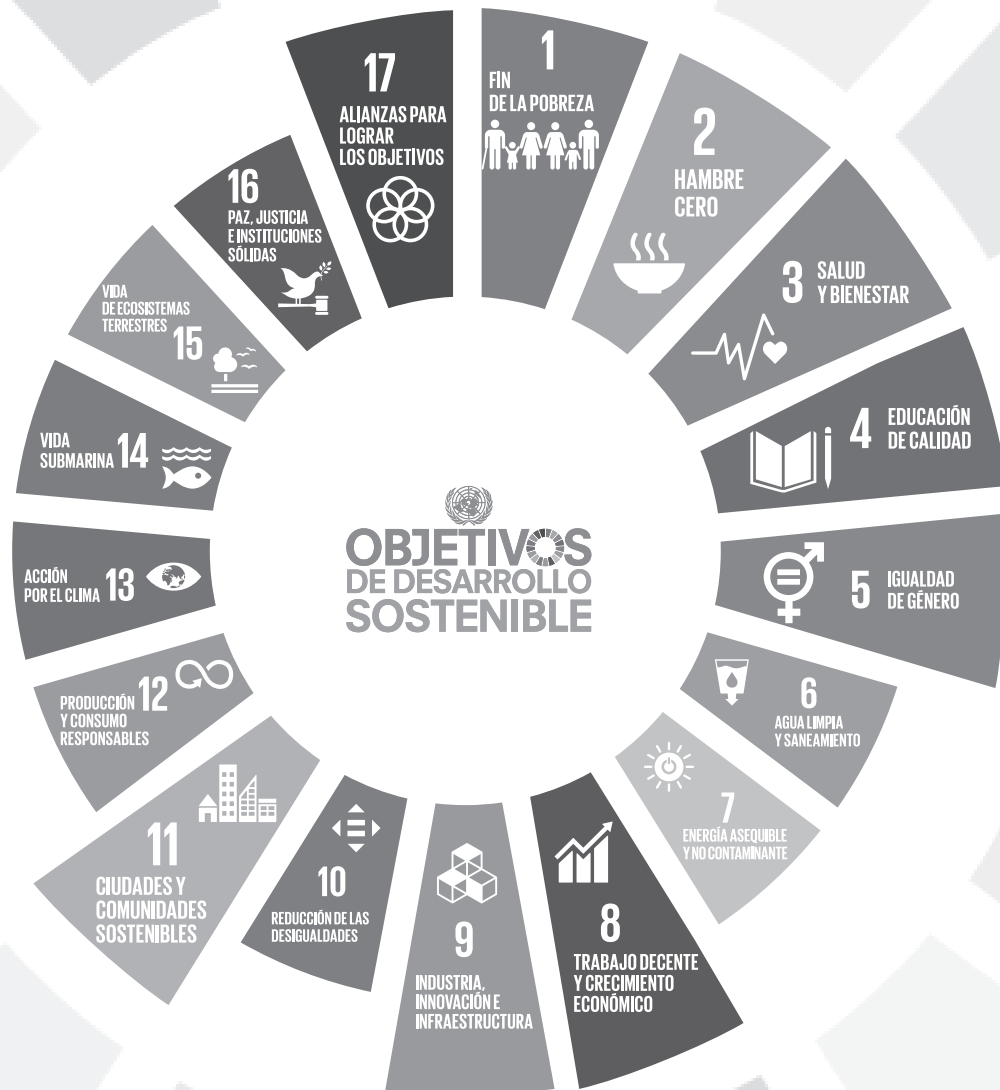 1
FIN
DE LA POBREZA
2
HAMBRE
CERO
3
SALUD
Y BIENESTAR
4
EDUCACIÓN
DE CALIDAD
5
IGUALDAD
DE GÉNERO
6
AGUA LIMPIA
Y SANEAMIENTO
7
ENERGÍA ASEQUIBLE
Y NO CONTAMINANTE
8
TRABAJO DECENTE
Y CRECIMIENTO
ECONÓMICO
9
INDUSTRIA,
INNOVACIÓN E
INFRAESTRUCTURA
10
REDUCCIÓN DE LAS
DESIGUALDADES
11
CIUDADES Y
COMUNIDADES
SOSTENIBLES
12
PRODUCCIÓN
Y CONSUMO
RESPONSABLES
13
ACCIÓN
POR EL CLIMA
14
VIDA
SUBMARINA
15
VIDA
DE ECOSISTEMAS
TERRESTRES
16
PAZ, JUSTICIA
E INSTITUCIONES
SÓLIDAS
17
ALIANZAS PARA
LOGRAR
LOS OBJETIVOS
OBJETIVOS
DE DESARROLLO
SOSTENIBLE